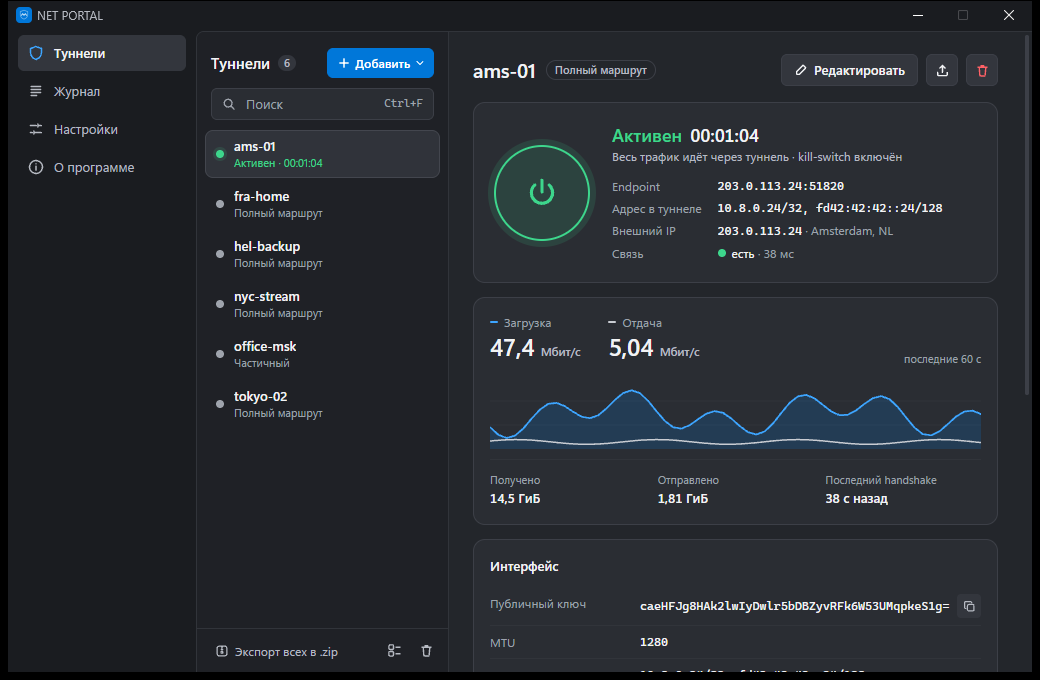 NET PORTAL
Туннели
Журнал
Настройки
О программе
Туннели 6
Добавить
Поиск Ctrl+F
ams-01
Активен · 00:01:04
fra-home
Полный маршрут
hel-backup
Полный маршрут
nyc-stream
Полный маршрут
office-msk
Частичный
tokyo-02
Полный маршрут
Экспорт всех в .zip
ams-01 Полный маршрут
Редактировать
Активен 00:01:04
Весь трафик идёт через туннель · kill-switch включён
Endpoint 203.0.113.24:51820
Адрес в туннеле 10.8.0.24/32, fd42:42:42::24/128
Внешний IP 203.0.113.24 · Amsterdam, NL
Связь есть · 38 мс
Загрузка Отдача
47,4 Мбит/с 5,04 Мбит/с
последние 60 с
Получено Отправлено Последний handshake
14,5 ГиБ 1,81 ГиБ 38 с назад
Интерфейс
Публичный ключ caeHFJg8HAk2lwIyDwlr5bDBZyvRFk6W53UMqpkeS1g=
MTU 1280